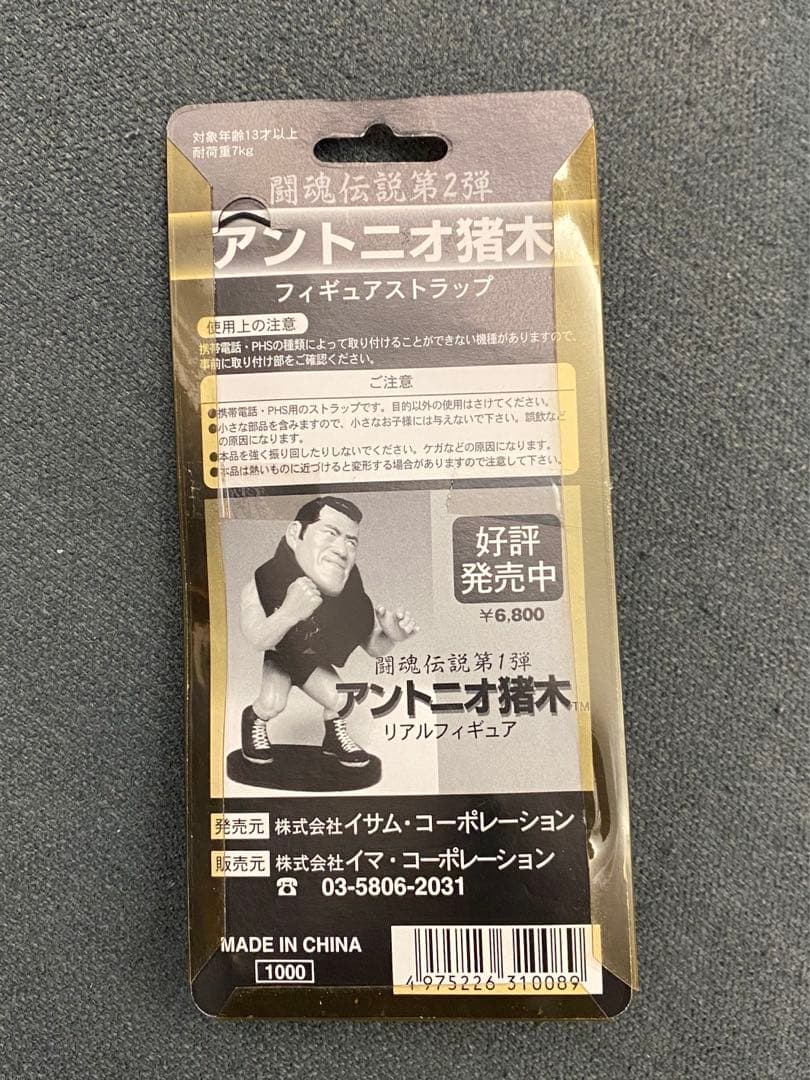 対象年齢13才以上
耐荷重7kg
闘魂伝説第2弾
アントニオ猪木™
フィギュアストラップ
使用上の注意
携帯電話・PHSの種類によって取り付けることができない機種がありますので、
事前に取り付け部をご確認ください。
ご注意
●携帯電話・PHS用のストラップです。目的以外の使用はさけてください。
●小さな部品を含みますので、小さなお子様には与えないで下さい。誤飲など
の原因になります。
●本品を強く振り回したりしないでください。ケガなどの原因になります。
●本品は熱いものに近づけると変形する場合がありますので注意して下さい。
好評
発売中
¥6,800
闘魂伝説第1弾
アントニオ猪木™
リアルフィギュア
発売元 株式会社イサム・コーポレーション
販売元 株式会社イマ・コーポレーション
☎ 03-5806-2031
MADE IN CHINA
1000
4 975226 310089